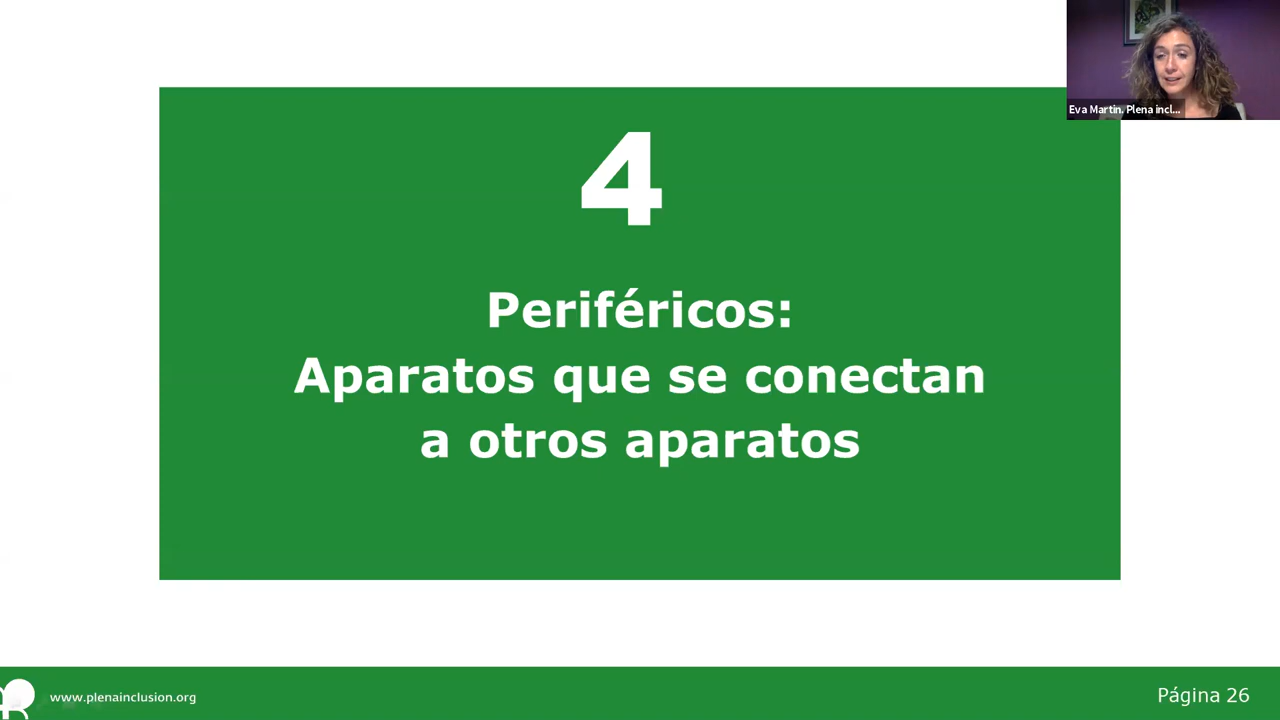 Eva Martin. Plena incl...
4
Periféricos:
Aparatos que se conectan
a otros aparatos
www.plenainclusion.org
Página 26